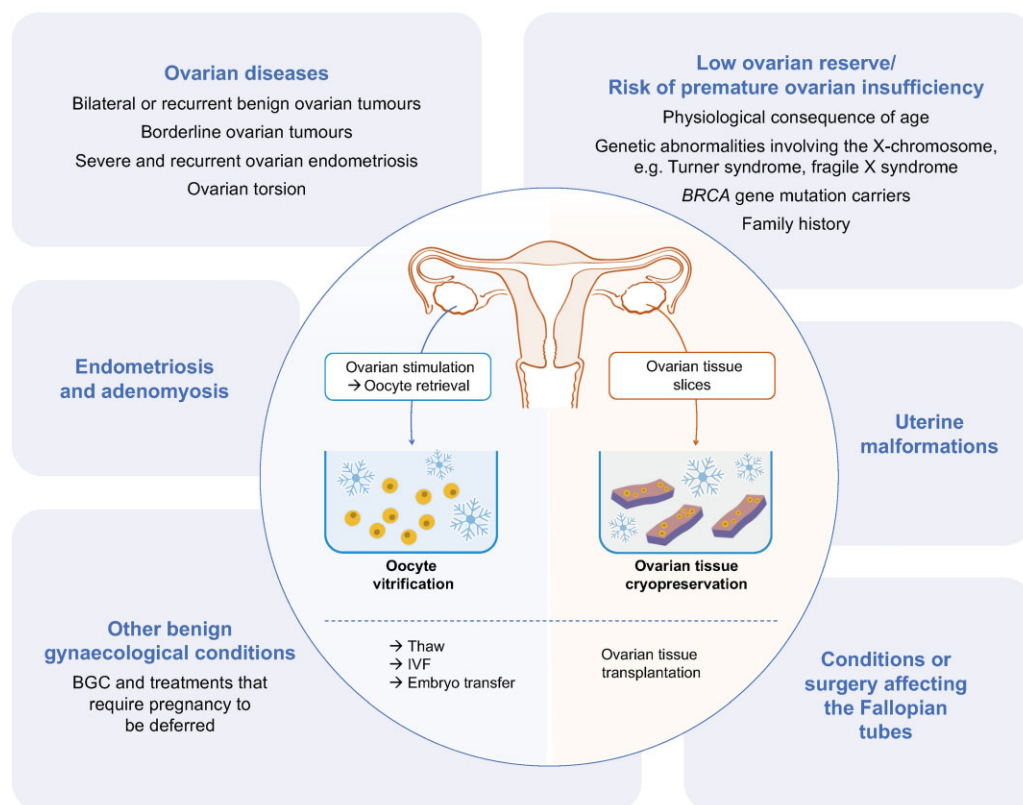 Ovarian diseases
Bilateral or recurrent benign ovarian tumours
Borderline ovarian tumours
Severe and recurrent ovarian endometriosis
Ovarian torsion
Low ovarian reserve/
Risk of premature ovarian insufficiency
Physiological consequence of age
Genetic abnormalities involving the X-chromosome,
e.g. Turner syndrome, fragile X syndrome
BRCA gene mutation carriers
Family history
Endometriosis
and adenomyosis
Ovarian stimulation
→ Oocyte retrieval
Ovarian tissue
slices
Uterine
malformations
Oocyte
vitrification
Ovarian tissue
cryopreservation
Other benign
gynaecological conditions
BGC and treatments that
require pregnancy to
be deferred
→ Thaw
→ IVF
→ Embryo transfer
Ovarian tissue
transplantation
Conditions or
surgery affecting
the Fallopian
tubes